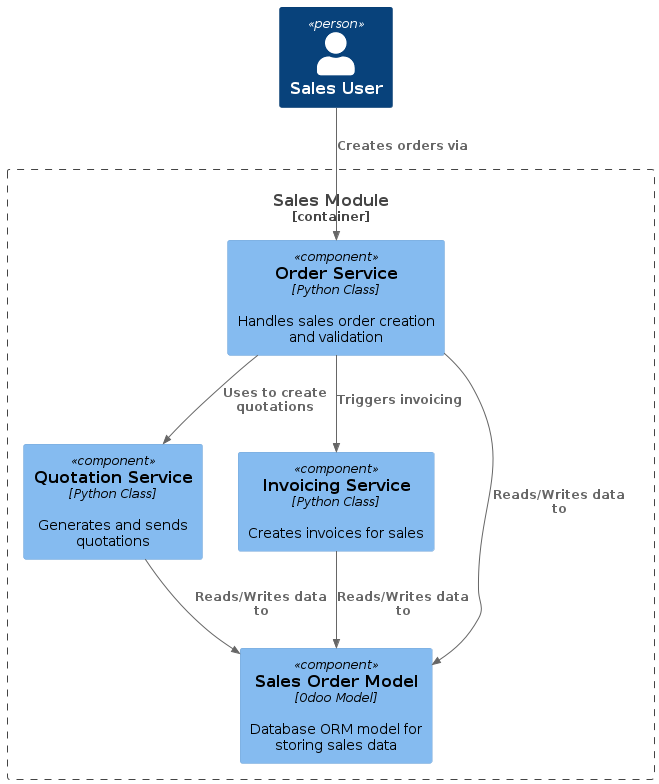 «person»
Sales User
Creates orders via
Sales Module
[container]
«component»
Order Service
[Python Class]
Handles sales order creation
and validation
Uses to create
quotations
Triggers invoicing
Reads/Writes data
to
«component»
Quotation Service
[Python Class]
Generates and sends
quotations
«component»
Invoicing Service
[Python Class]
Creates invoices for sales
Reads/Writes data
to
Reads/Writes data
to
«component»
Sales Order Model
[Odoo Model]
Database ORM model for
storing sales data